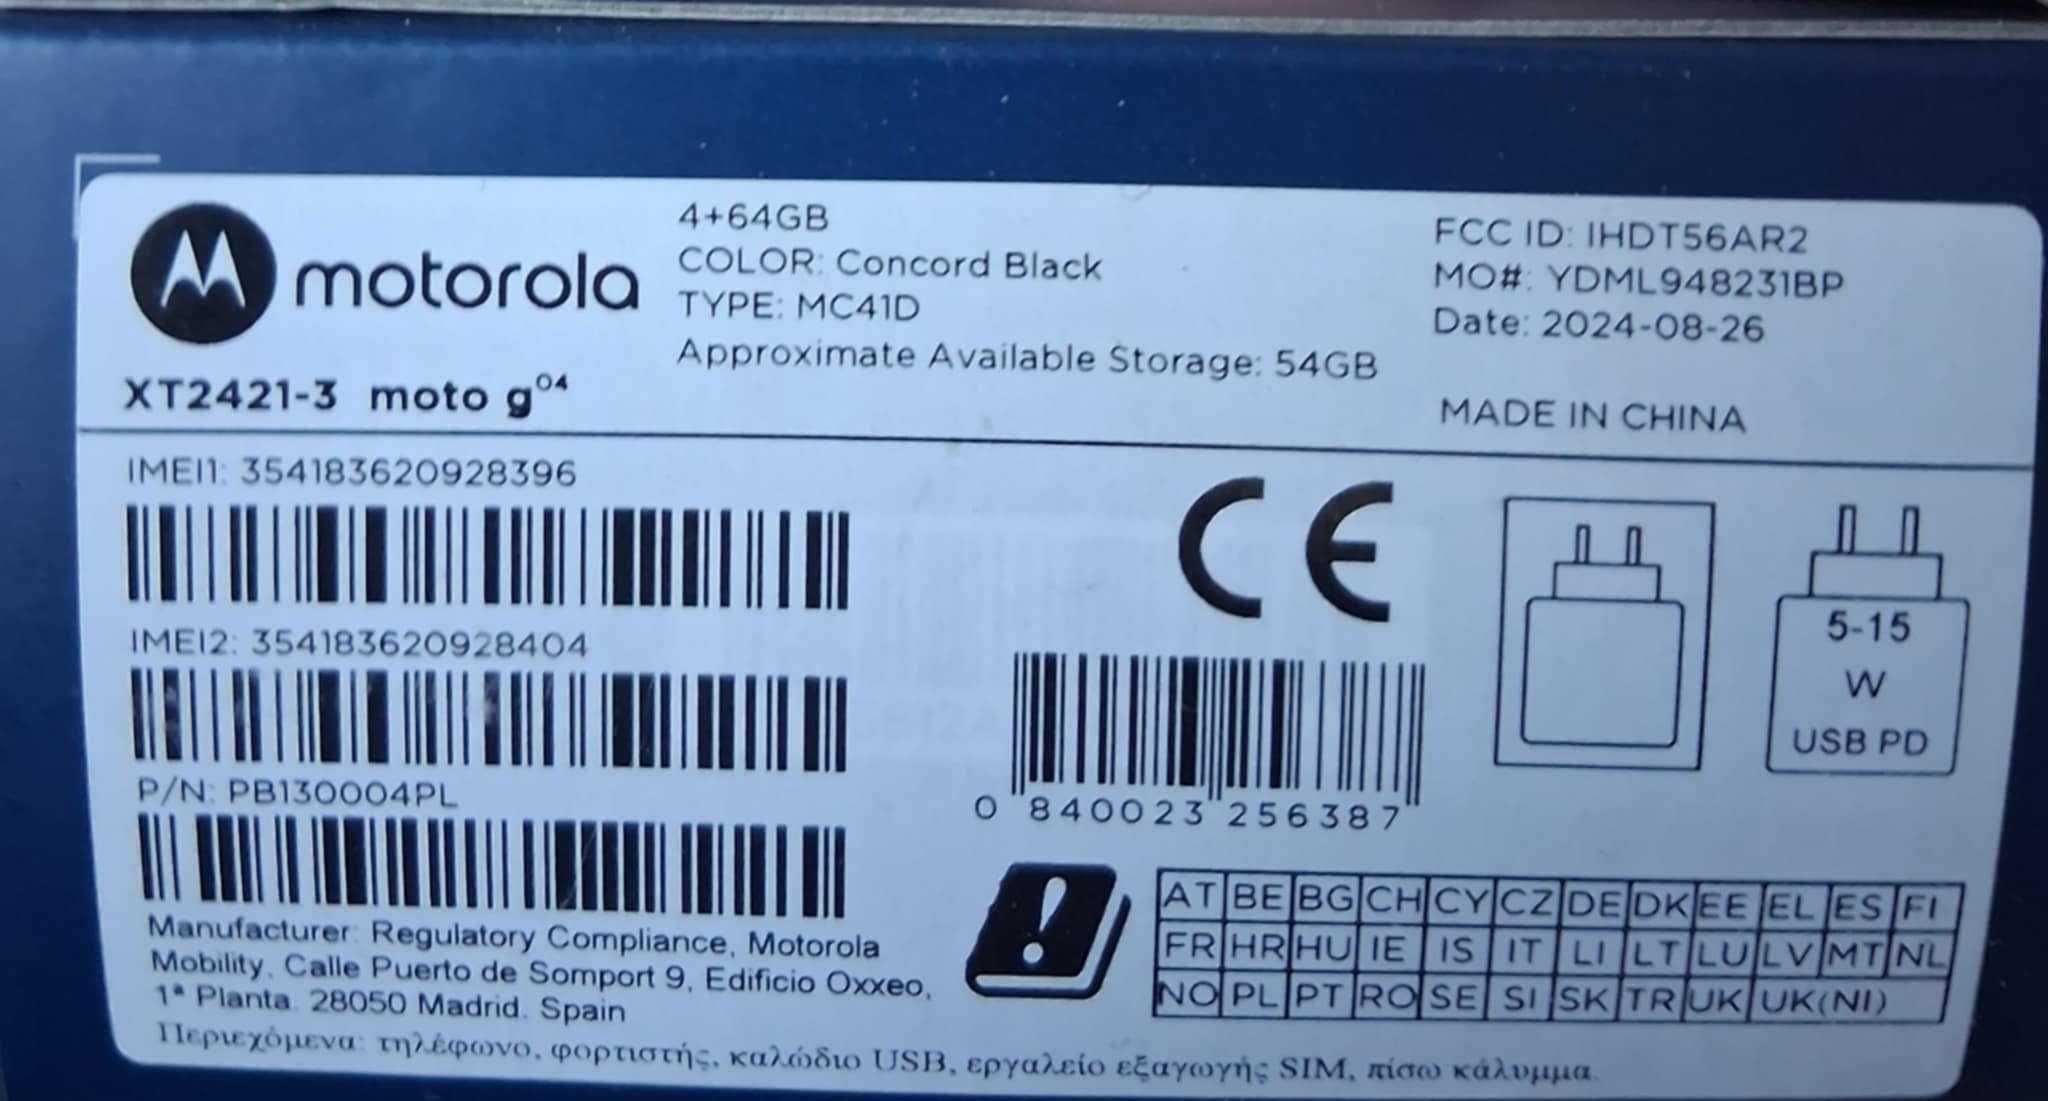 motorola
XT2421-3 moto g04
4+64GB
COLOR: Concord Black
TYPE: MC41D
Approximate Available Storage: 54GB
FCC ID: IHDT56AR2
MO#: YDML948231BP
Date: 2024-08-26
MADE IN CHINA
IMEI1: 354183620928396
IMEI2: 354183620928404
P/N: PB130004PL
Manufacturer: Regulatory Compliance, Motorola
Mobility, Calle Puerto de Somport 9, Edificio Oxxeo,
1ª Planta. 28050 Madrid. Spain
CE
0 840023 256387
5-15
W
USB PD
AT BE BG CH CY CZ DE DK EE EL ES FI
FR HR HU IE IS IT LI LT LU LV MT NL
NO PL PT RO SE SI SK TR UK UK(NI)
Περιεχόμενα: τηλέφωνο, φορτιστής, καλώδιο USB, εργαλείο εξαγωγής SIM, πίσω κάλυμμα.